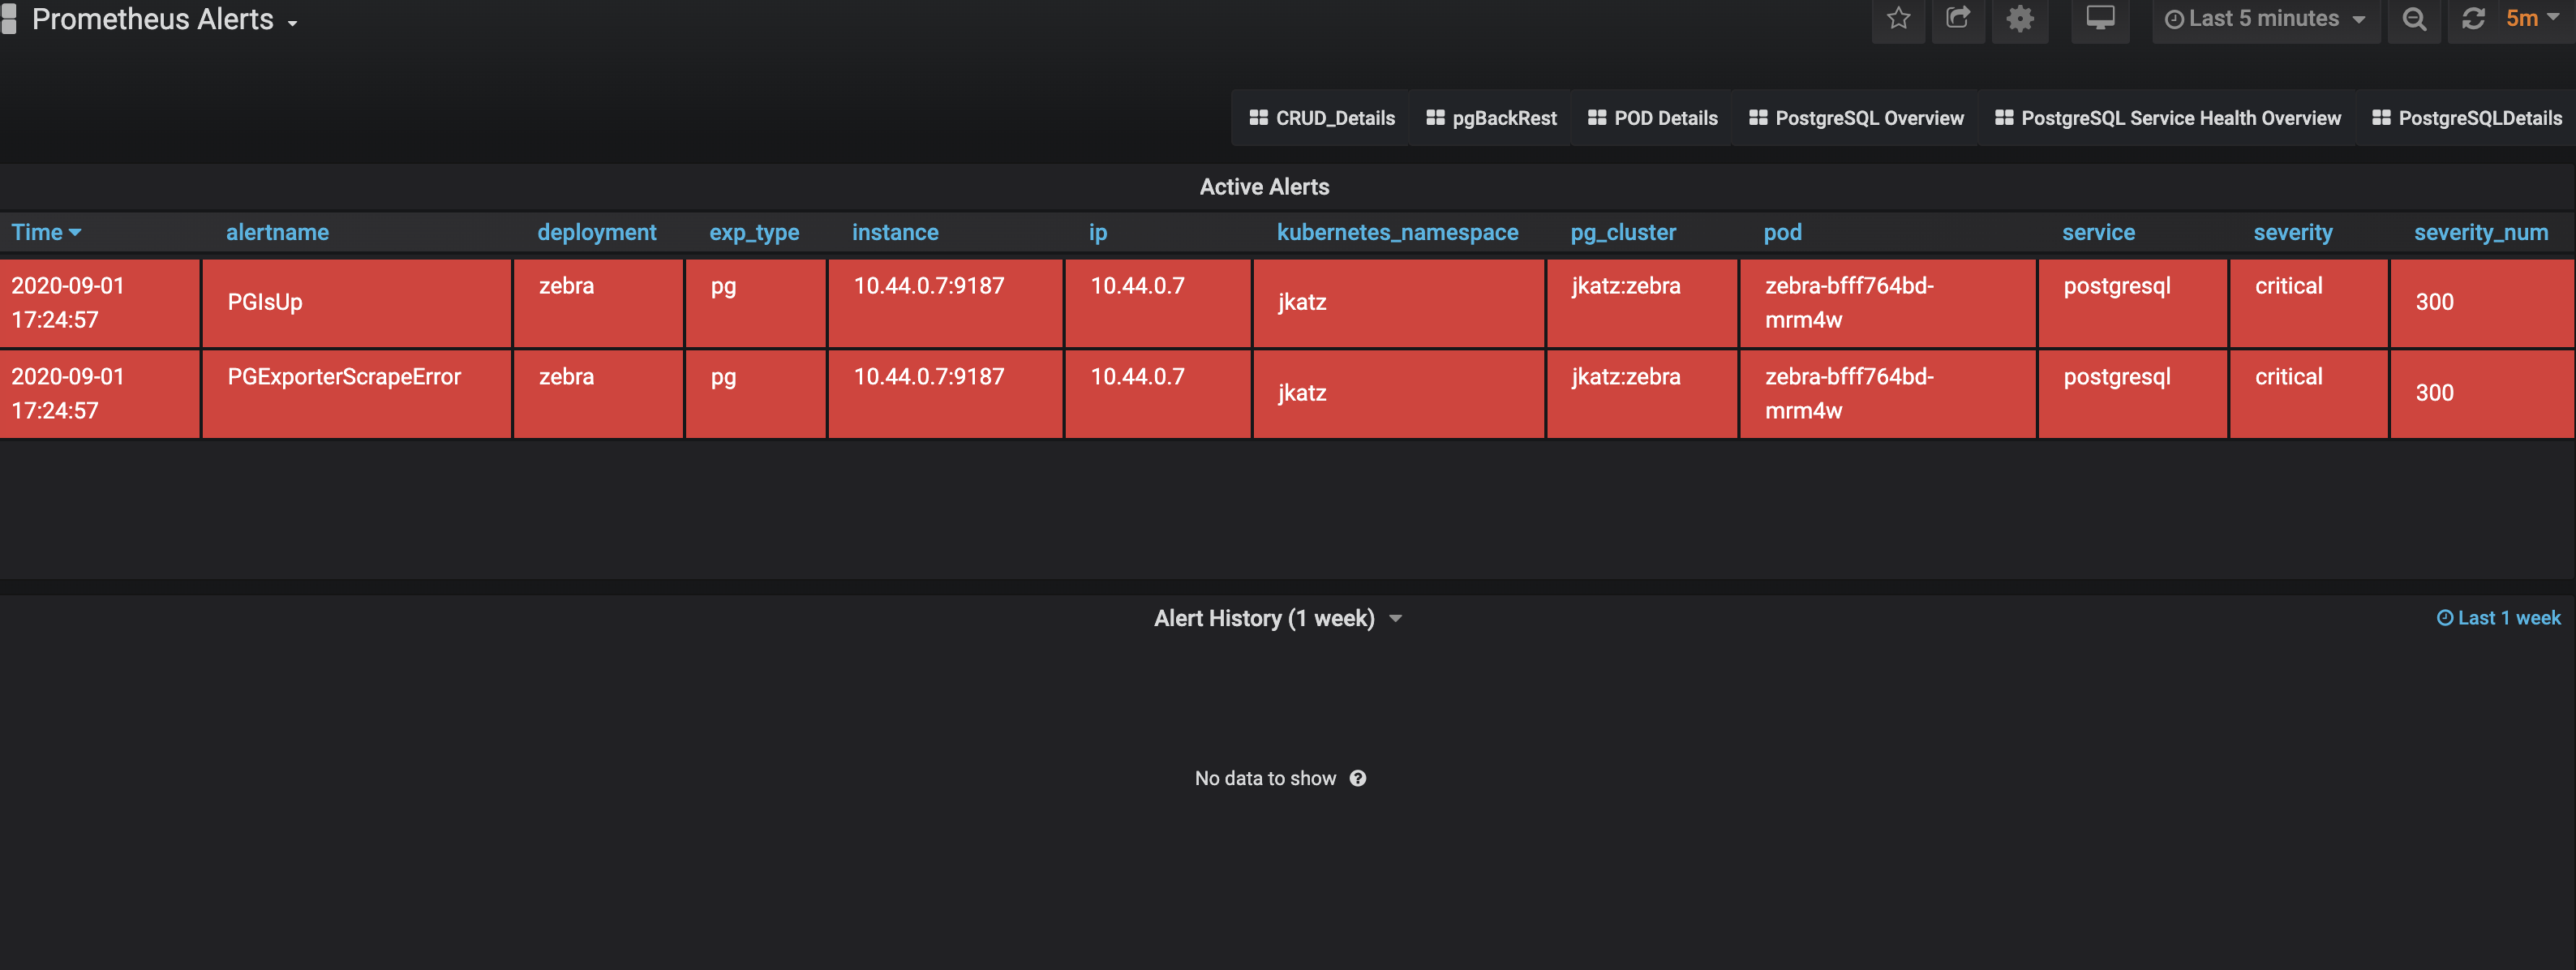 Prometheus Alerts
Last 5 minutes
5m
CRUD_Details pgBackRest POD Details PostgreSQL Overview PostgreSQL Service Health Overview PostgreSQLDetails
Active Alerts
Time alertname deployment exp_type instance ip kubernetes_namespace pg_cluster pod service severity severity_num
2020-09-01 17:24:57 PGIsUp zebra pg 10.44.0.7:9187 10.44.0.7 jkatz jkatz:zebra zebra-bfff764bd-mrm4w postgresql critical 300
2020-09-01 17:24:57 PGExporterScrapeError zebra pg 10.44.0.7:9187 10.44.0.7 jkatz jkatz:zebra zebra-bfff764bd-mrm4w postgresql critical 300
Alert History (1 week)
Last 1 week
No data to show